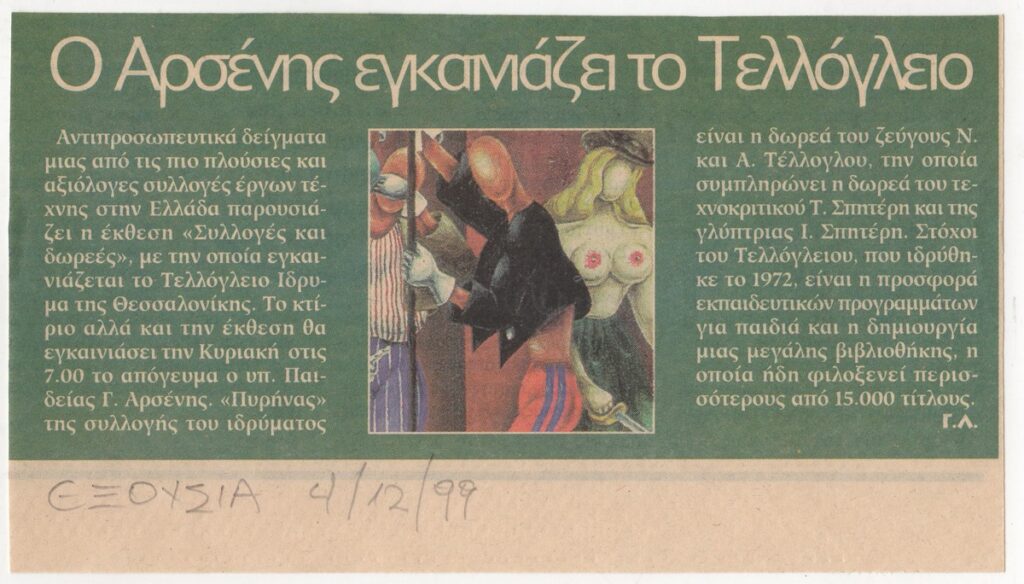 Ο Αρσένης εγκαινιάζει το Τελλόγλειο
Αντιπροσωπευτικά δείγματα
μιας από τις πιο πλούσιες και
αξιόλογες συλλογές έργων τέ-
χνης στην Ελλάδα παρουσιά-
ζει η έκθεση «Συλλογές και
δωρεές», με την οποία εγκαι-
νιάζεται το Τελλόγλειο Ιδρυ-
μα της Θεσσαλονίκης. Το κτί-
ριο αλλά και την έκθεση θα
εγκαινιάσει την Κυριακή στις
7.00 το απόγευμα ο υπ. Παι-
δείας Γ. Αρσένης. «Πυρήνας»
της συλλογής του ιδρύματος
είναι η δωρεά του ζεύγους Ν.
και Α. Τέλλογλου, την οποία
συμπληρώνει η δωρεά του τε-
χνοκριτικού Τ. Σπητέρη και της
γλύπτριας Ι. Σπητέρη. Στόχοι
του Τελλόγλειου, που ιδρύθη-
κε το 1972, είναι η προσφορά
εκπαιδευτικών προγραμμάτων
για παιδιά και η δημιουργία
μιας μεγάλης βιβλιοθήκης, η
οποία ήδη φιλοξενεί περισ-
σότερους από 15.000 τίτλους.
Γ.Λ.
ΕΞΟΥΣΙΑ 4/12/99